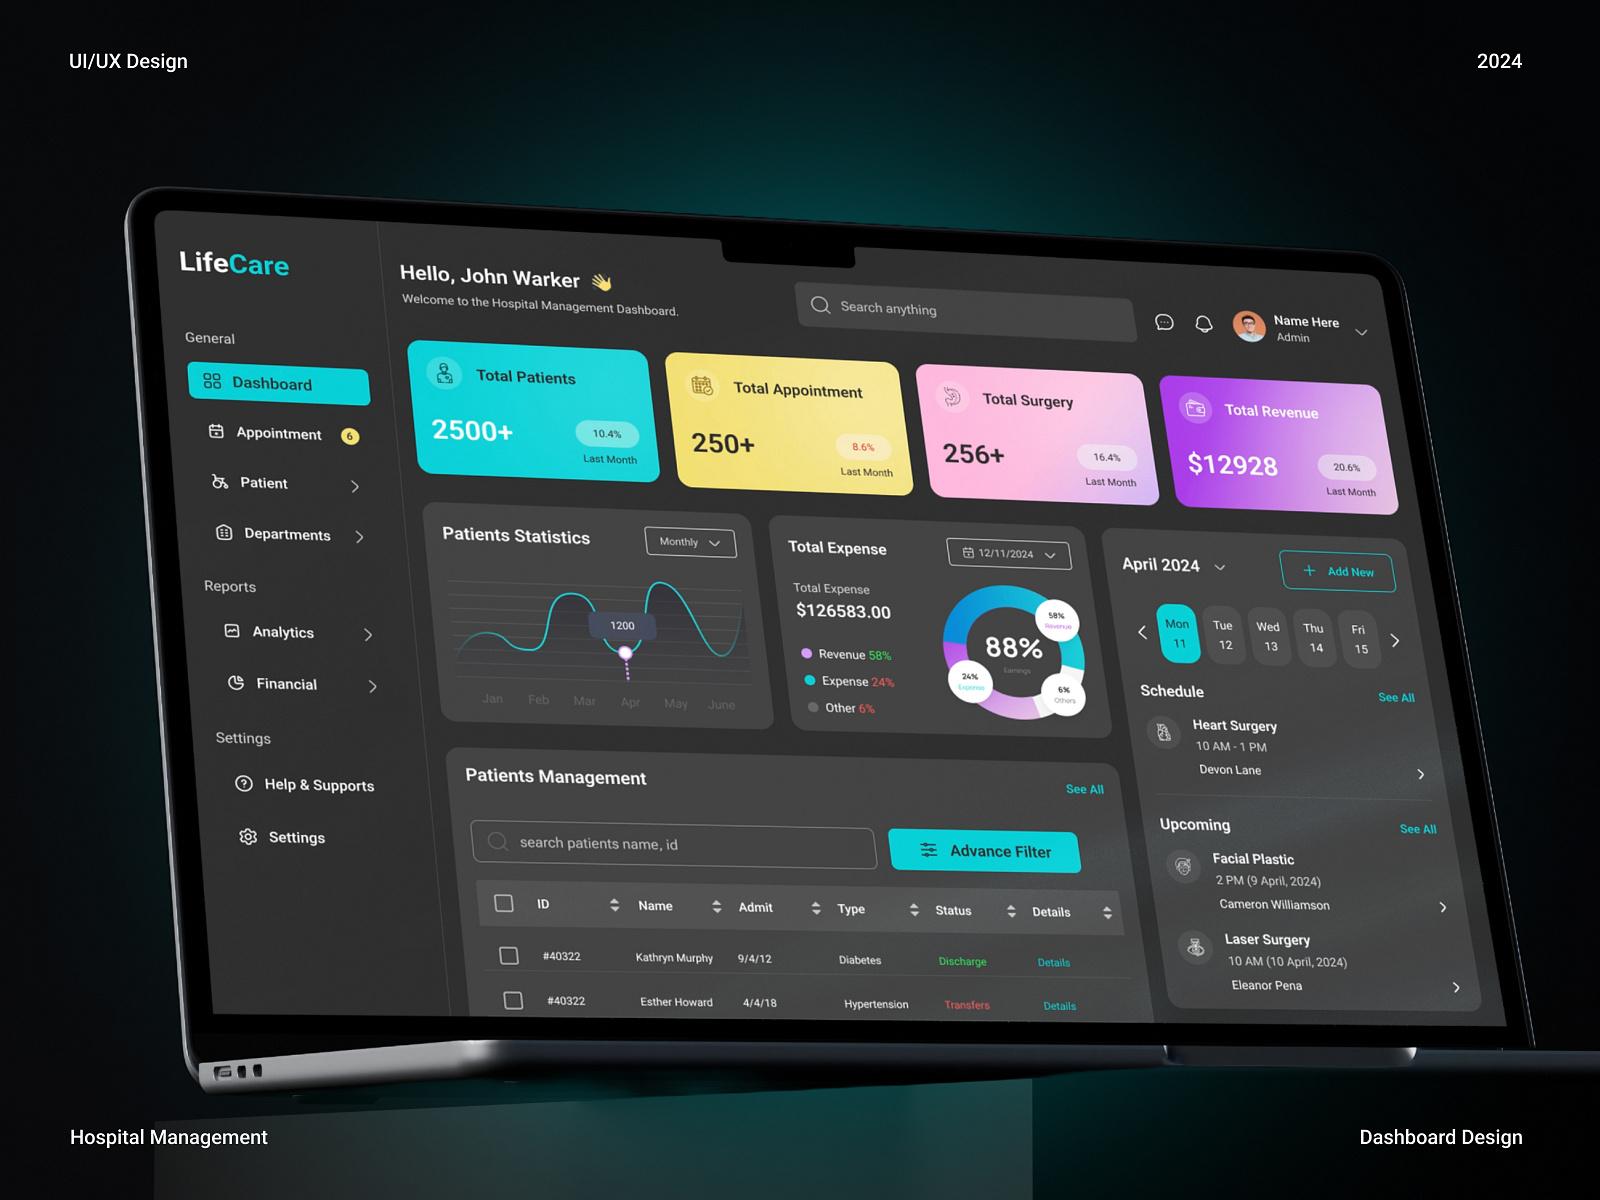 UI/UX Design
2024
LifeCare
General
Dashboard
Appointment 6
Patient
Departments
Reports
Analytics
Financial
Settings
Help & Supports
Settings
Hello, John Warker 👋
Welcome to the Hospital Management Dashboard.
Search anything
Name Here
Admin
Total Patients
2500+
10.4%
Last Month
Total Appointment
250+
8.6%
Last Month
Total Surgery
256+
16.4%
Last Month
Total Revenue
$12928
20.6%
Last Month
Patients Statistics
Monthly
1200
Jan Feb Mar Apr May June
Total Expense
12/11/2024
Total Expense
$126583.00
Revenue 58%
Expense 24%
Other 6%
88%
Earnings
58%
Revenue
24%
Expense
6%
Others
April 2024
Add New
Mon Tue Wed Thu Fri
11 12 13 14 15
Schedule See All
Heart Surgery
10 AM - 1 PM
Devon Lane
Upcoming See All
Facial Plastic
2 PM (9 April, 2024)
Cameron Williamson
Laser Surgery
10 AM (10 April, 2024)
Eleanor Pena
Patients Management
See All
search patients name, id
Advance Filter
ID Name Admit Type Status Details
#40322 Kathryn Murphy 9/4/12 Diabetes Discharge Details
#40322 Esther Howard 4/4/18 Hypertension Transfers Details
Hospital Management
Dashboard Design